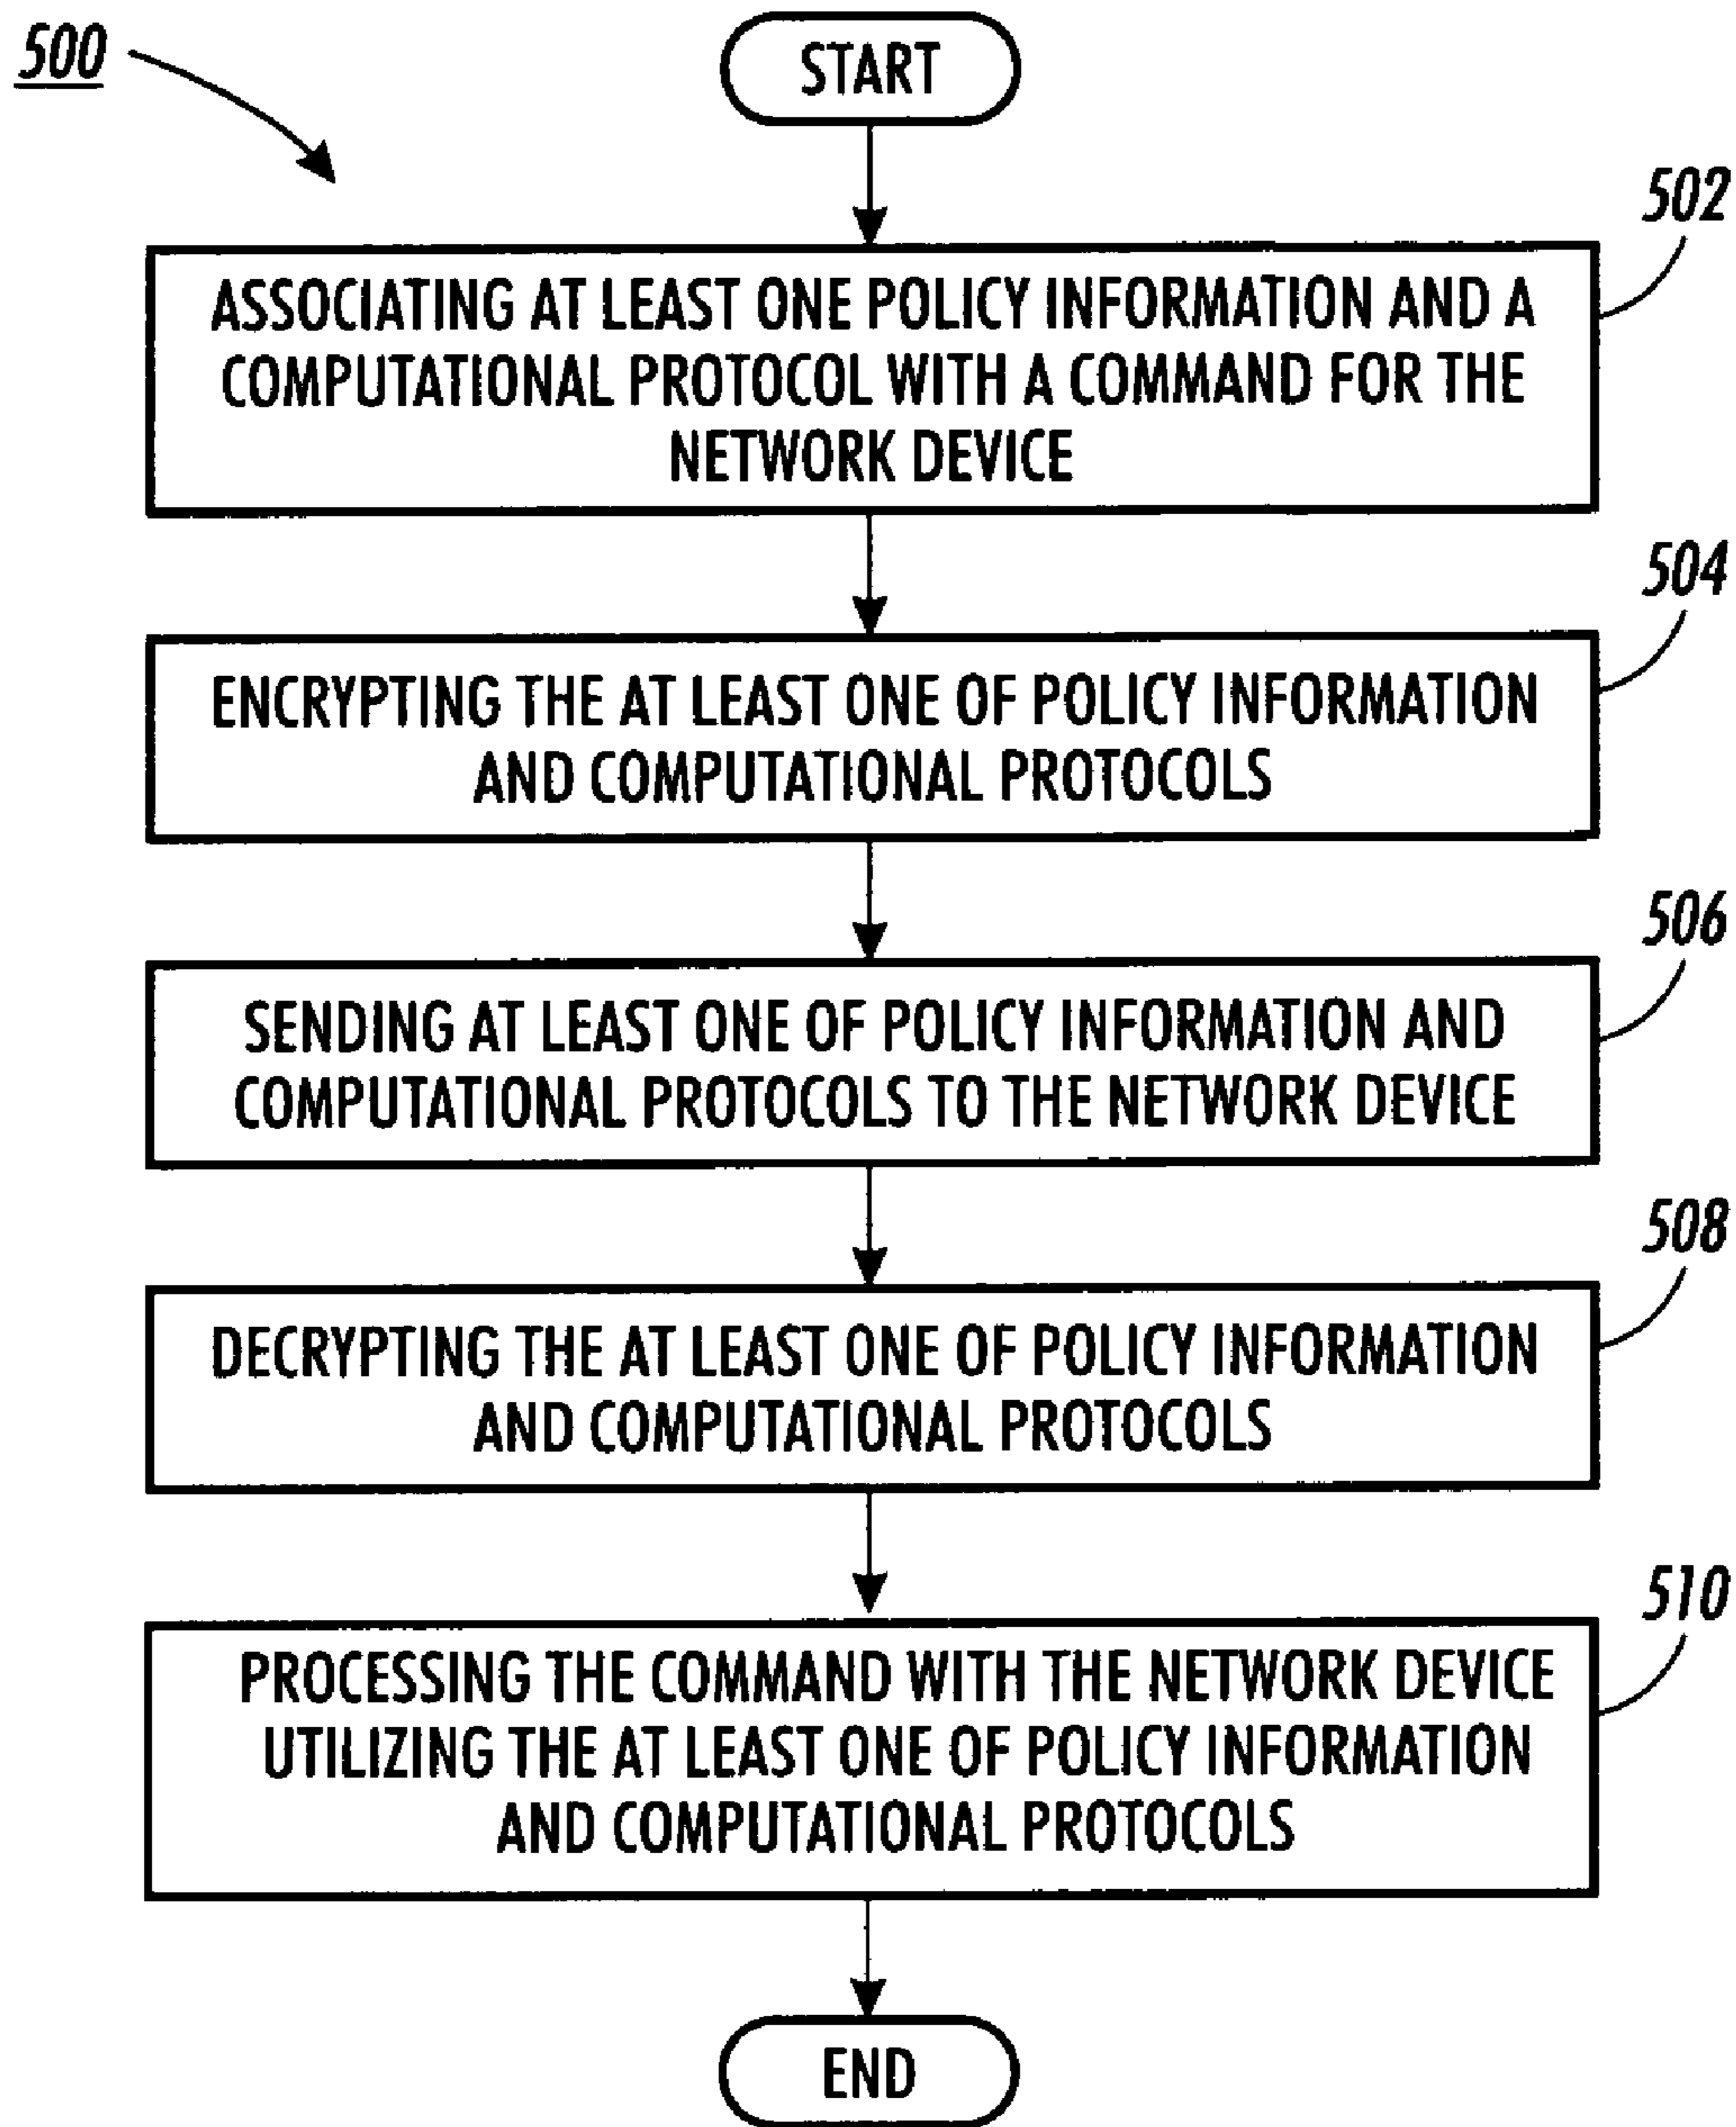 500
START
502
ASSOCIATING AT LEAST ONE POLICY INFORMATION AND A
COMPUTATIONAL PROTOCOL WITH A COMMAND FOR THE
NETWORK DEVICE
504
ENCRYPTING THE AT LEAST ONE OF POLICY INFORMATION
AND COMPUTATIONAL PROTOCOLS
506
SENDING AT LEAST ONE OF POLICY INFORMATION AND
COMPUTATIONAL PROTOCOLS TO THE NETWORK DEVICE
508
DECRYPTING THE AT LEAST ONE OF POLICY INFORMATION
AND COMPUTATIONAL PROTOCOLS
510
PROCESSING THE COMMAND WITH THE NETWORK DEVICE
UTILIZING THE AT LEAST ONE OF POLICY INFORMATION
AND COMPUTATIONAL PROTOCOLS
END